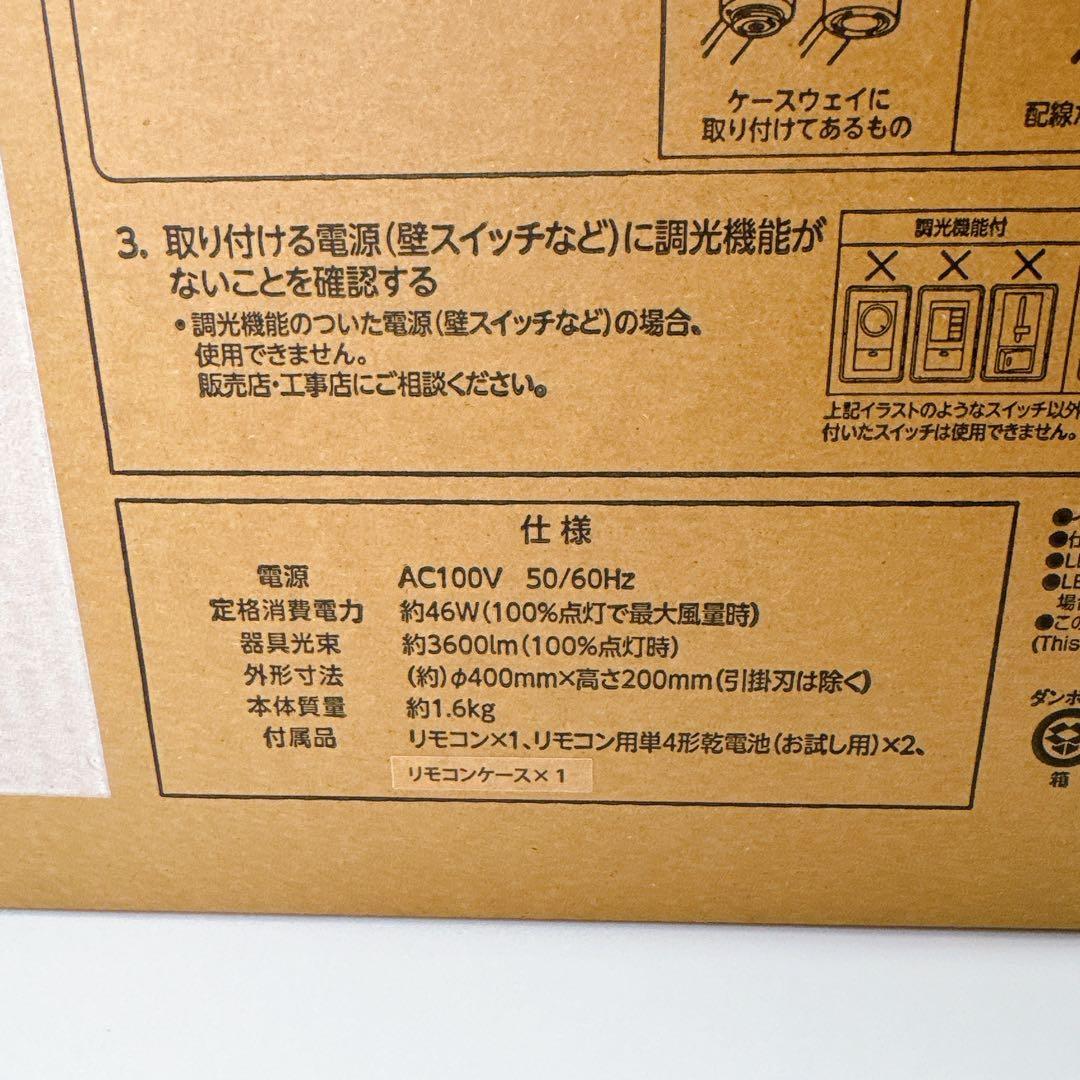 ケースウェイに
取り付けてあるもの
配線
3. 取り付ける電源(壁スイッチなど)に調光機能が
ないことを確認する
•調光機能のついた電源(壁スイッチなど)の場合、
使用できません。
販売店・工事店にご相談ください。
調光機能付
上記イラストのようなスイッチ以外
付いたスイッチは使用できません。
仕様
電源 AC100V 50/60Hz
定格消費電力 約46W(100%点灯で最大風量時)
器具光束 約3600lm(100%点灯時)
外形寸法 (約)φ400mm×高さ200mm(引掛刃は除く)
本体質量 約1.6kg
付属品 リモコン×1、リモコン用単4形乾電池(お試し用)×2、
リモコンケース×1
●仕
●LE
●LE
場
●この
(This
ダンボ
箱